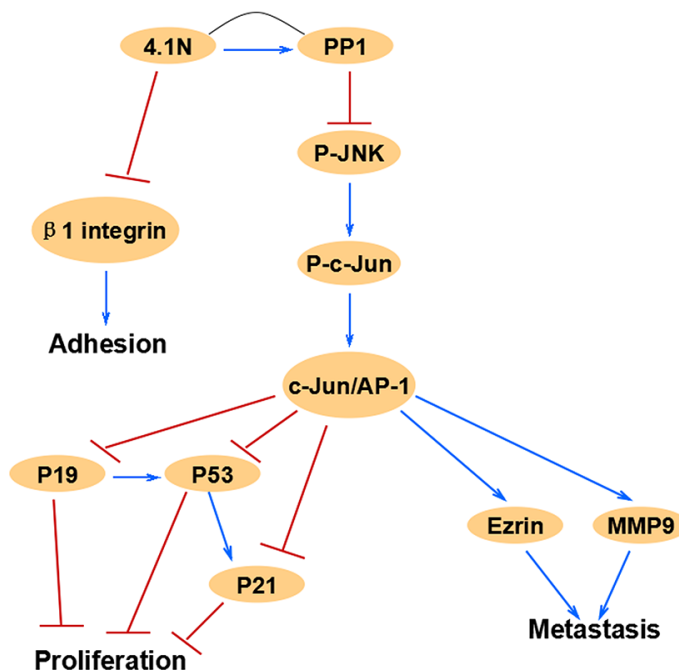 4.1N
PP1
P-JNK
β1 integrin
P-c-Jun
Adhesion
c-Jun/AP-1
P19
P53
Ezrin
MMP9
P21
Metastasis
Proliferation